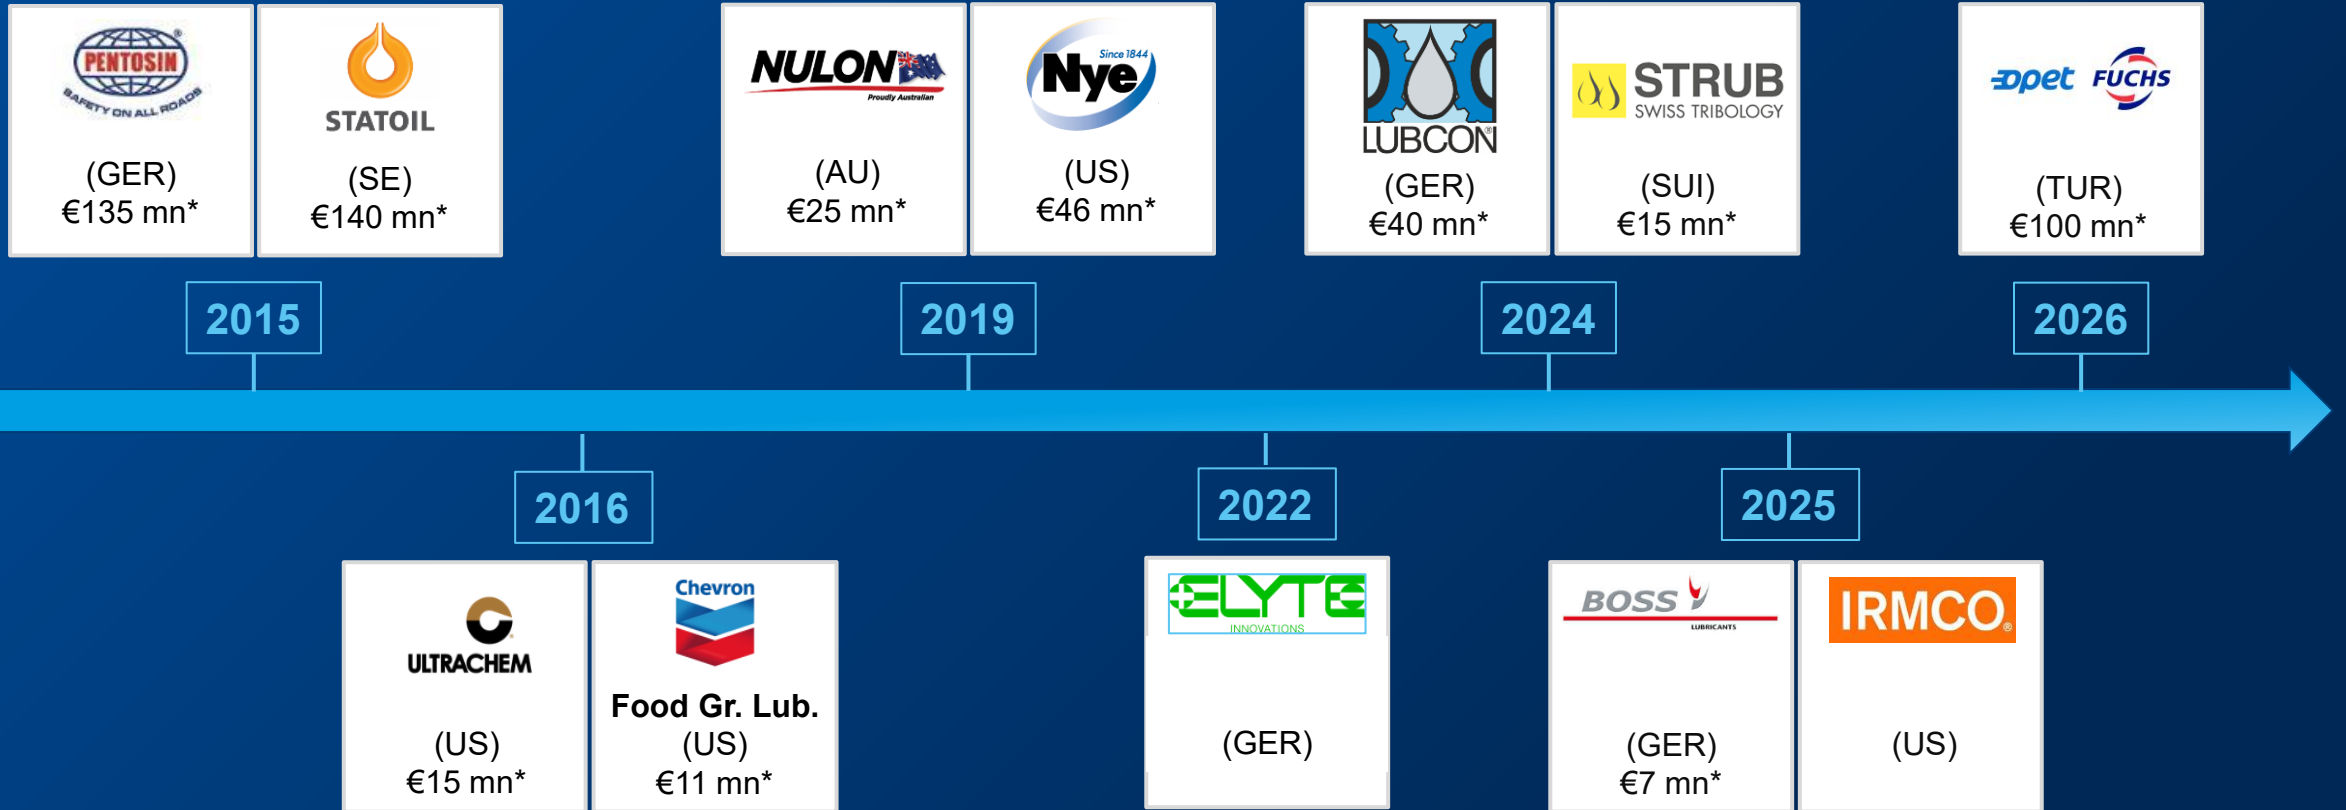 PENTOSIN®
SAFETY ON ALL ROADS
(GER)
€135 mn*
STATOIL
(SE)
€140 mn*
NULON
Proudly Australian
(AU)
€25 mn*
Since 1844
Nye
(US)
€46 mn*
LUBCON®
(GER)
€40 mn*
STRUB
SWISS TRIBOLOGY
(SUI)
€15 mn*
opet FUCHS
(TUR)
€100 mn*
2015
2019
2024
2026
2016
2022
2025
ULTRACHEM
(US)
€15 mn*
Chevron
Food Gr. Lub.
(US)
€11 mn*
ELYTE
INNOVATIONS
(GER)
BOSS
LUBRICANTS
(GER)
€7 mn*
IRMCO®
(US)